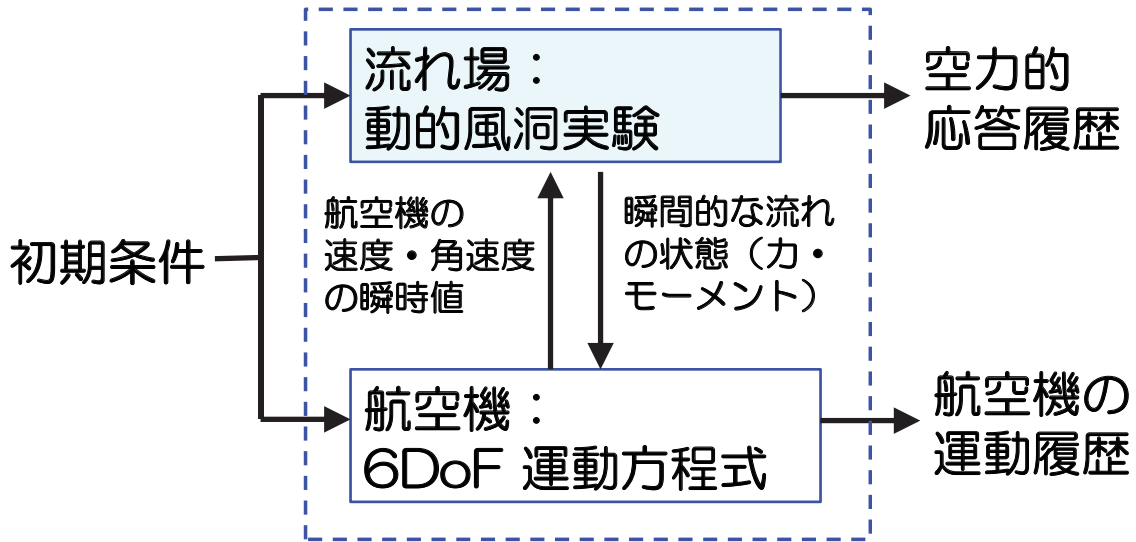 流れ場：
動的風洞実験
空力的
応答履歴
初期条件
航空機の
速度・角速度
の瞬時値
瞬間的な流れ
の状態（力・
モーメント）
航空機：
6DoF 運動方程式
航空機の
運動履歴